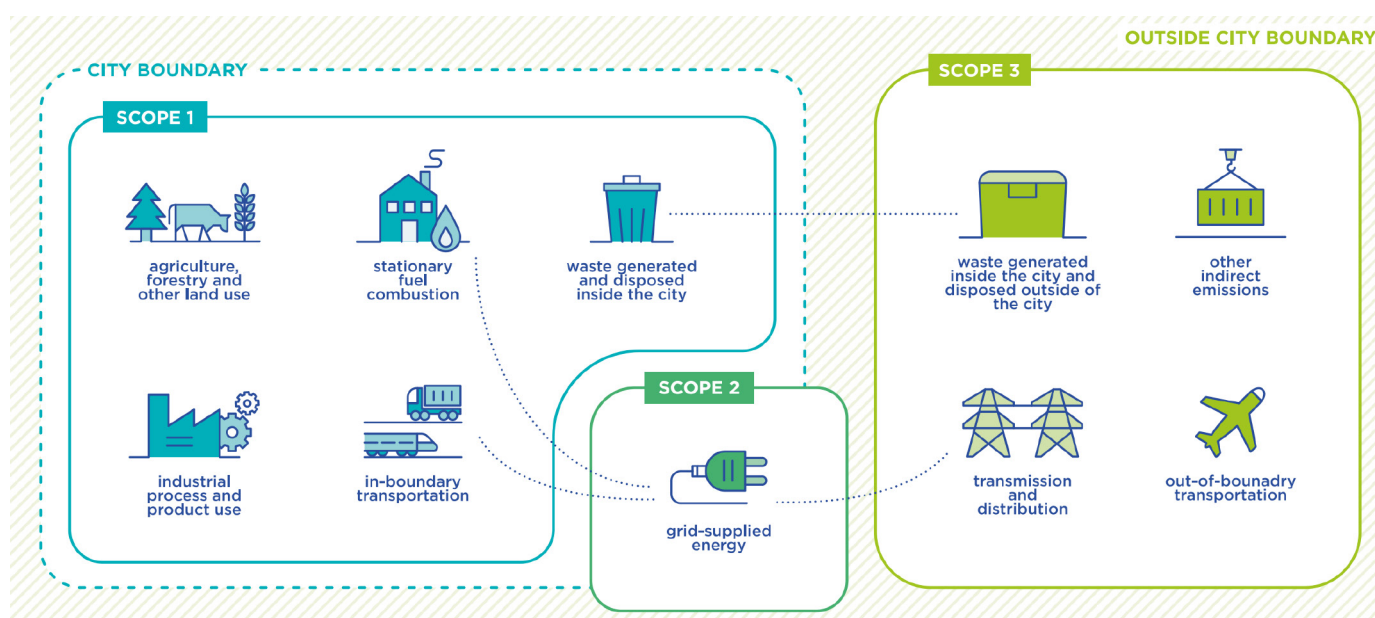 OUTSIDE CITY BOUNDARY
CITY BOUNDARY
SCOPE 1
agriculture,
forestry and
other land use
stationary
fuel
combustion
waste generated
and disposed
inside the city
industrial
process and
product use
in-boundary
transportation
SCOPE 2
grid-supplied
energy
SCOPE 3
waste generated
inside the city and
disposed outside of
the city
other
indirect
emissions
transmission
and
distribution
out-of-bounadry
transportation